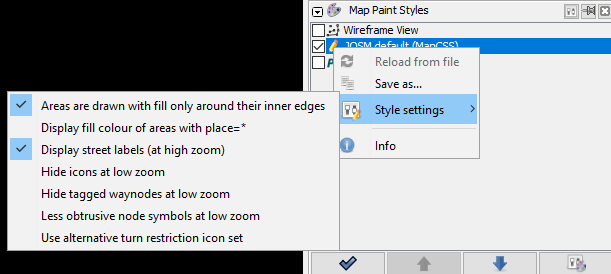 Map Paint Styles
Wireframe View
JOSM default (MapCSS)
P
Reload from file
Save as...
Style settings
Info
Areas are drawn with fill only around their inner edges
Display fill colour of areas with place=*
Display street labels (at high zoom)
Hide icons at low zoom
Hide tagged waynodes at low zoom
Less obtrusive node symbols at low zoom
Use alternative turn restriction icon set